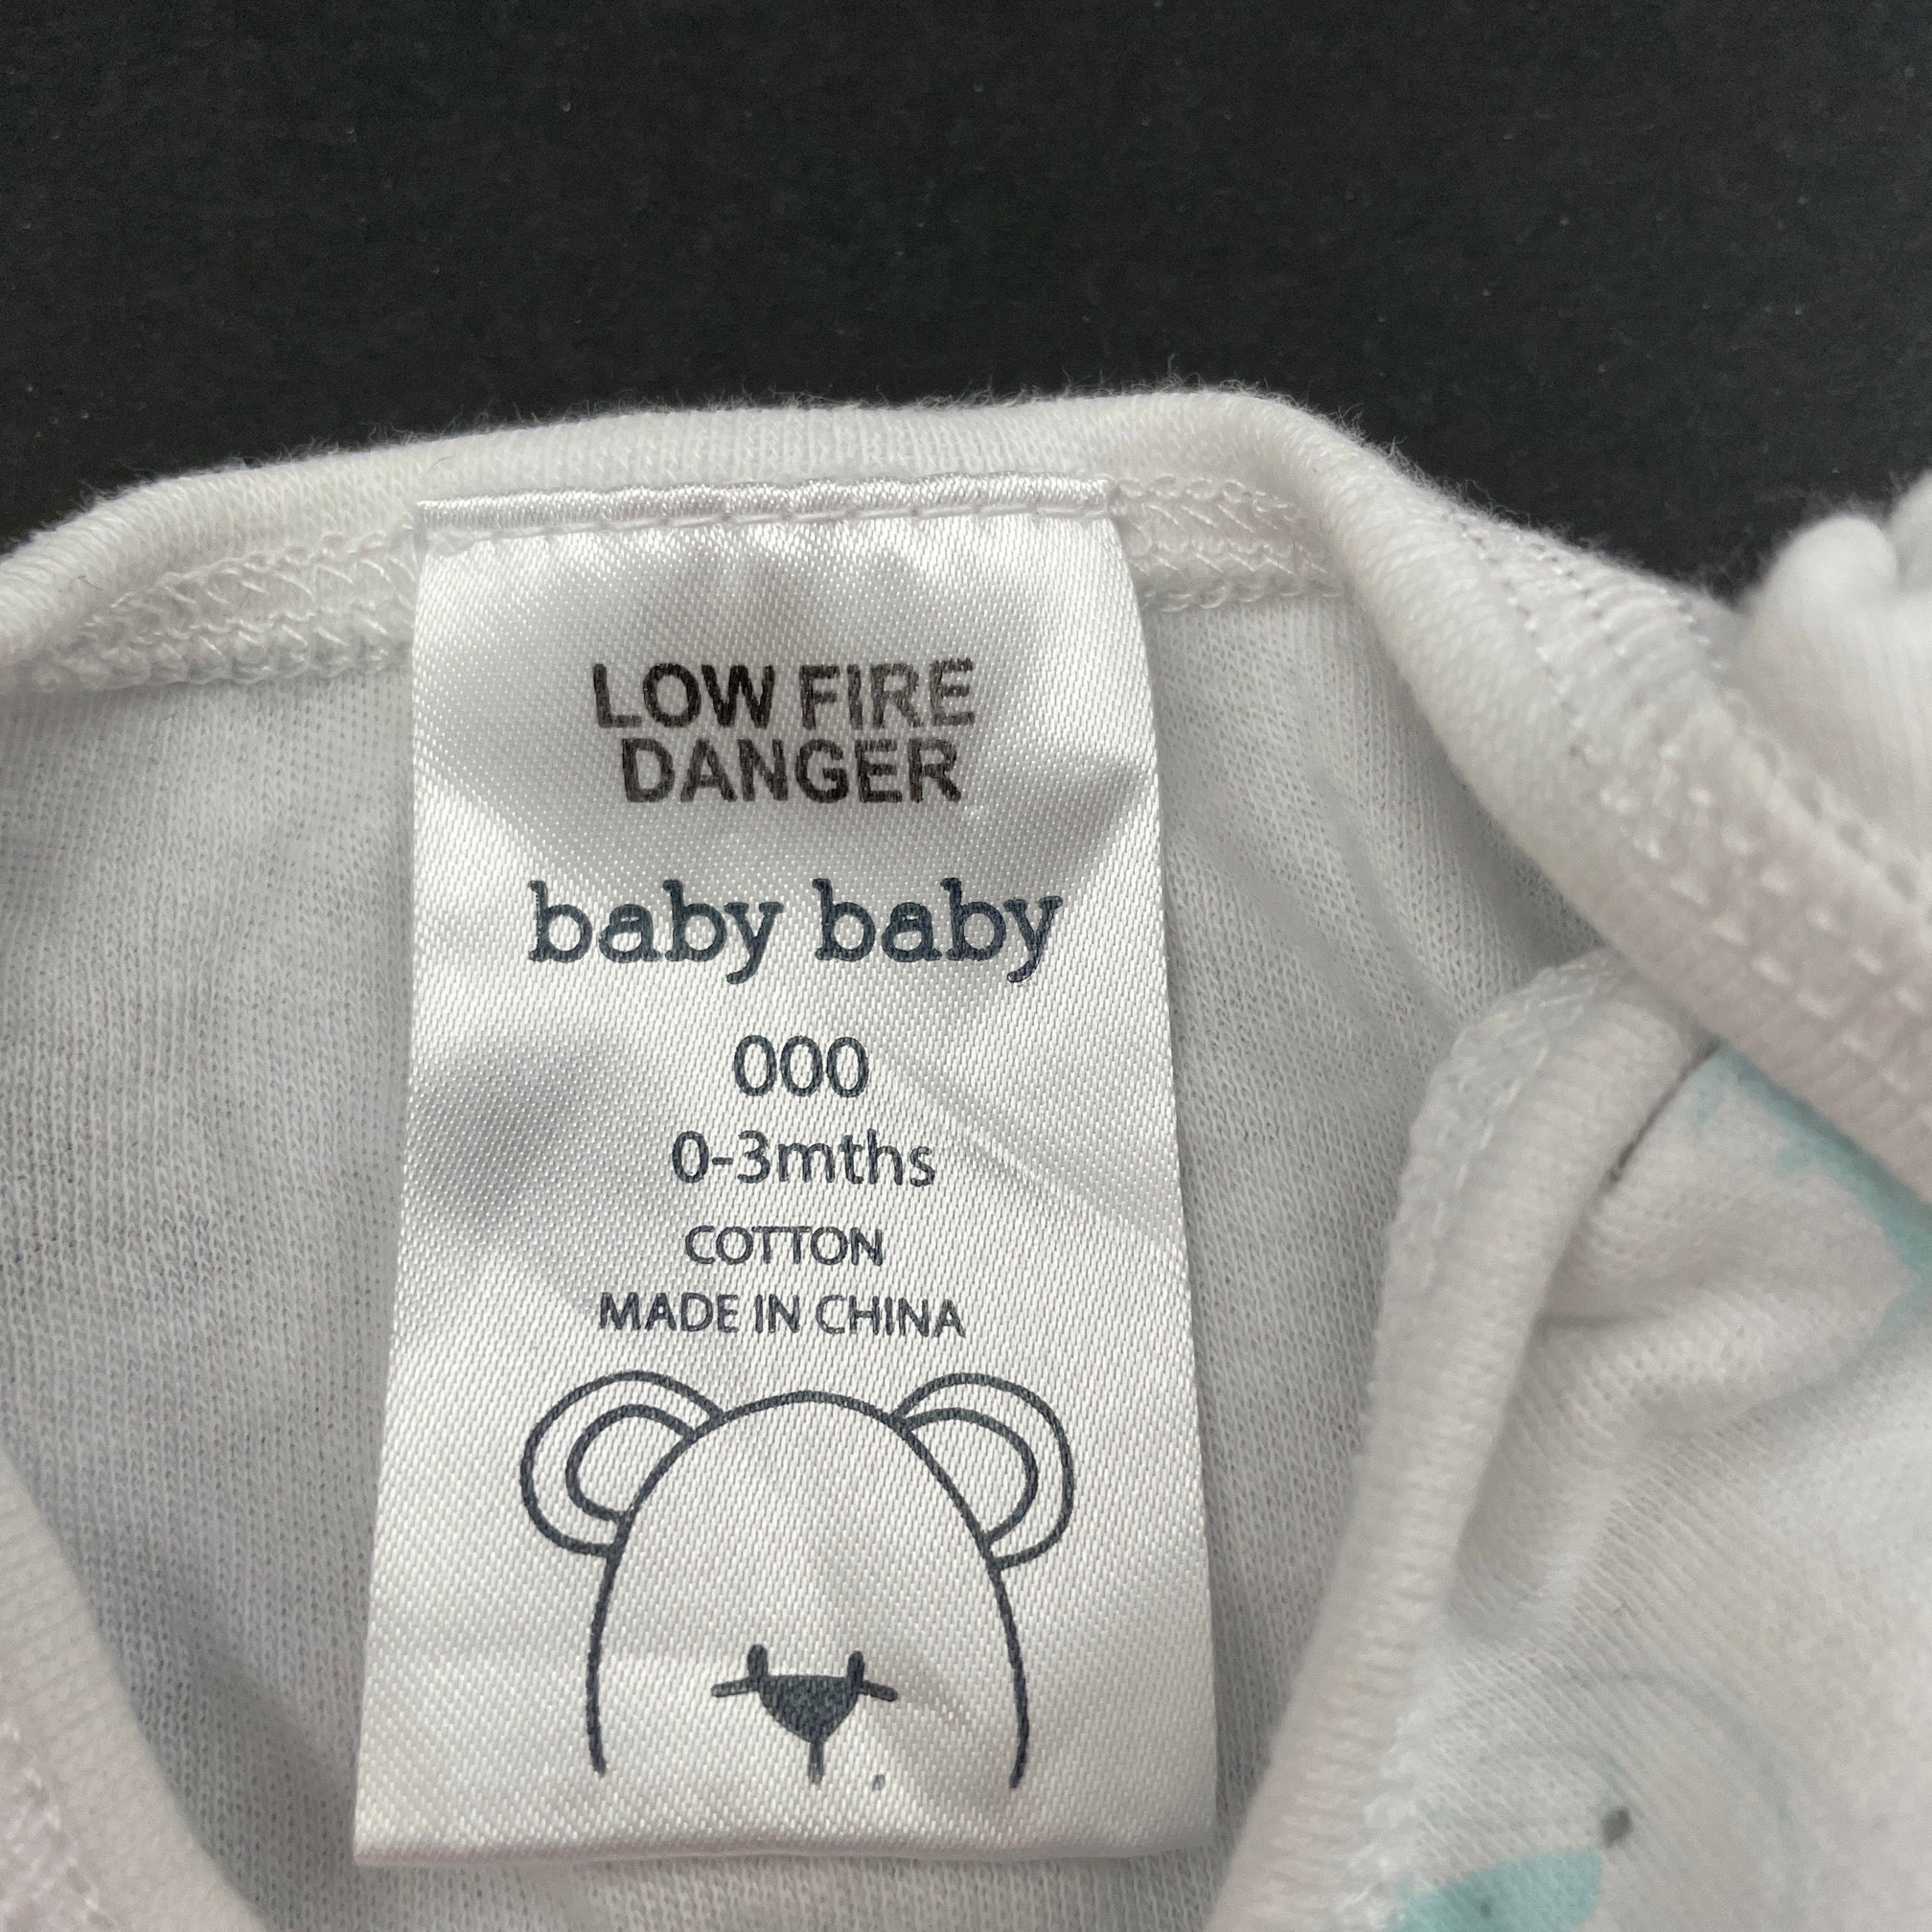 LOW FIRE
DANGER
baby baby
000
0-3mths
COTTON
MADE IN CHINA